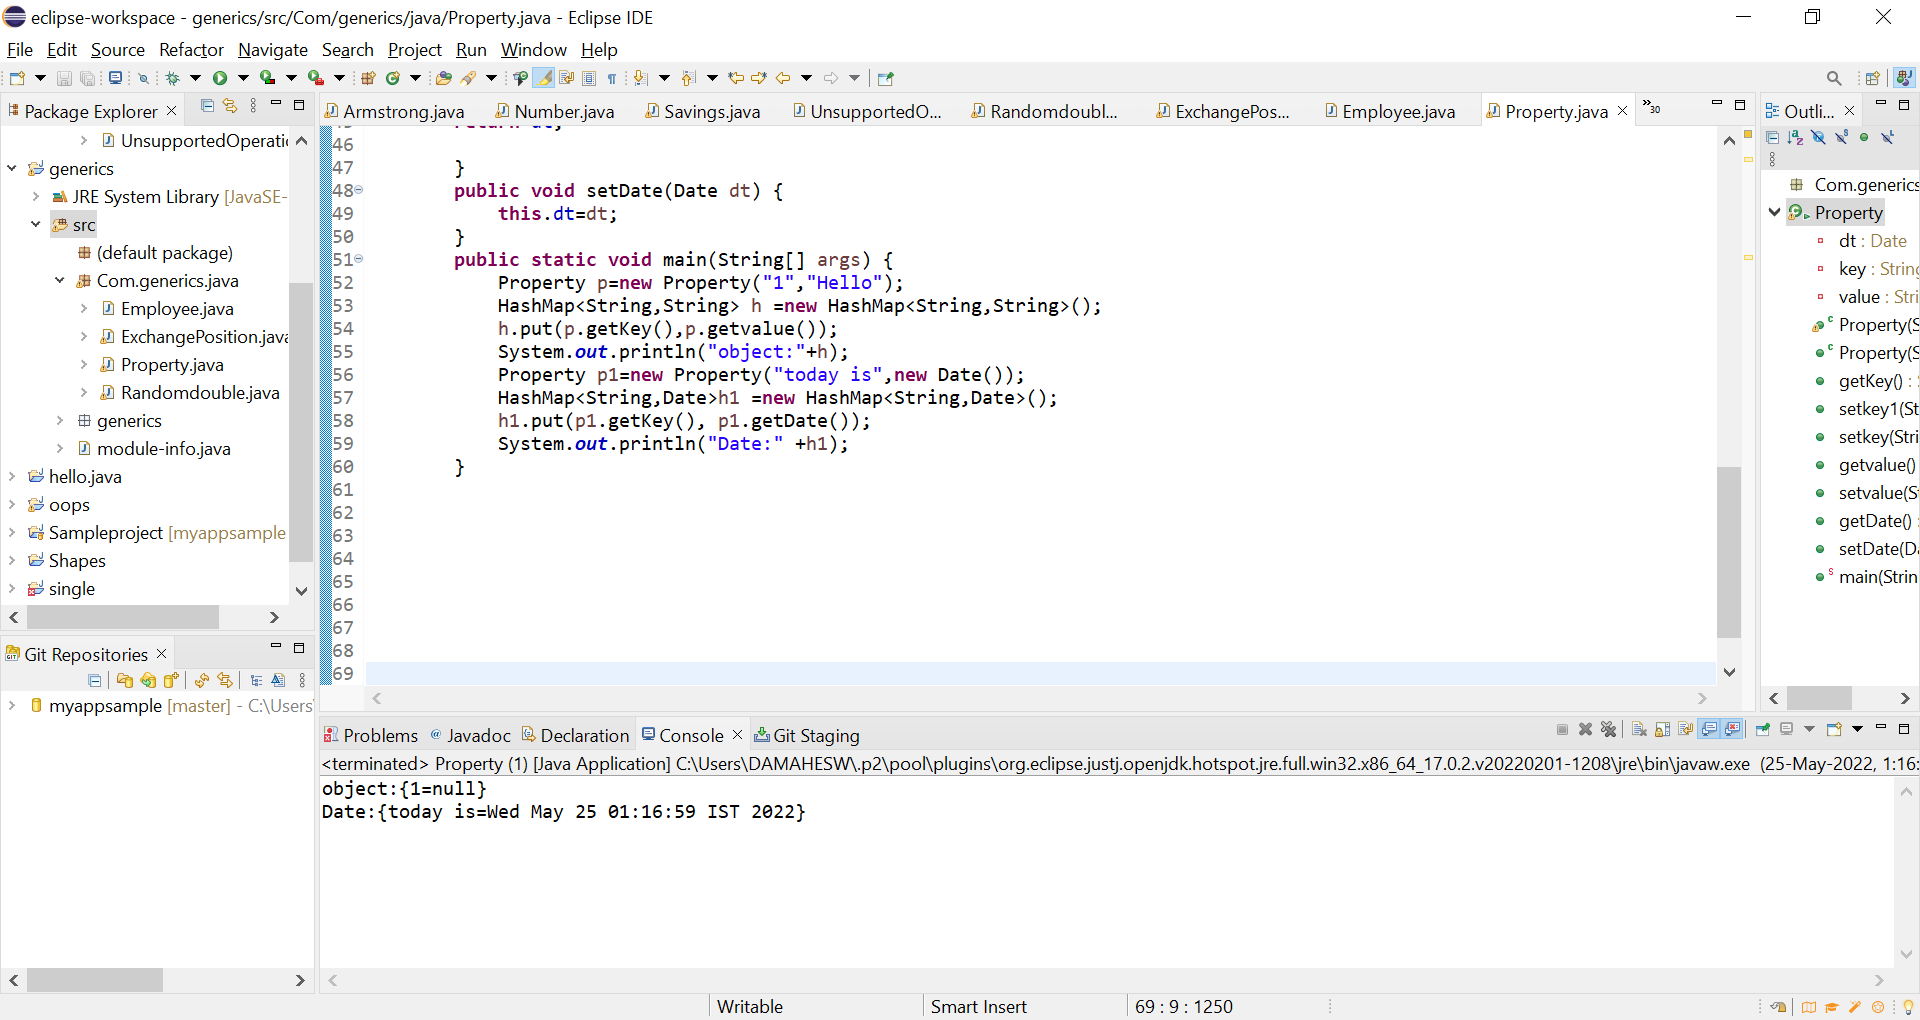 eclipse-workspace - generics/src/Com/generics/java/Property.java - Eclipse IDE
File Edit Source Refactor Navigate Search Project Run Window Help
Package Explorer
UnsupportedOperati
generics
JRE System Library [JavaSE-
src
(default package)
Com.generics.java
Employee.java
ExchangePosition.java
Property.java
Randomdouble.java
generics
module-info.java
hello.java
oops
Sampleproject [myappsample
Shapes
single
Git Repositories
myappsample [master] - C:\Users\
Armstrong.java Number.java Savings.java UnsupportedO... Randomdoubl... ExchangePos... Employee.java Property.java 30
46
47 }
48 public void setDate(Date dt) {
49 this.dt=dt;
50 }
51 public static void main(String[] args) {
52 Property p=new Property("1","Hello");
53 HashMap<String,String> h =new HashMap<String,String>();
54 h.put(p.getKey(),p.getvalue());
55 System.out.println("object:"+h);
56 Property p1=new Property("today is",new Date());
57 HashMap<String,Date>h1 =new HashMap<String,Date>();
58 h1.put(p1.getKey(), p1.getDate());
59 System.out.println("Date:" +h1);
60 }
61
62
63
64
65
66
67
68
69
Outli...
Com.generics
Property
dt : Date
key : String
value : Stri
Property(S
Property(S
getKey() :
setkey1(St
setkey(Stri
getvalue()
setvalue(S
getDate() :
setDate(Da
main(Strin
Problems Javadoc Declaration Console Git Staging
<terminated> Property (1) [Java Application] C:\Users\DAMAHESW\.p2\pool\plugins\org.eclipse.justj.openjdk.hotspot.jre.full.win32.x86_64_17.0.2.v20220201-1208\jre\bin\javaw.exe (25-May-2022, 1:16:
object:{1=null}
Date:{today is=Wed May 25 01:16:59 IST 2022}
Writable Smart Insert 69 : 9 : 1250